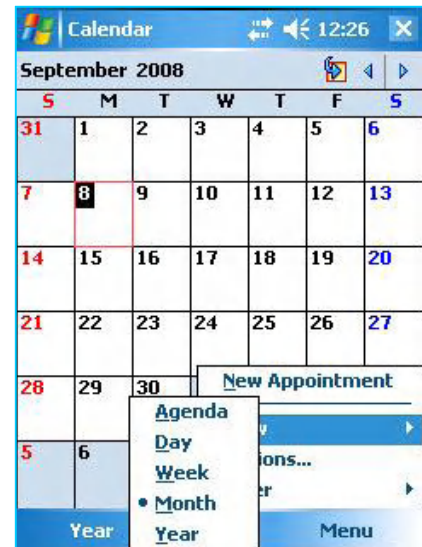 Calendar 12:26
September 2008
S M T W T F S
31 1 2 3 4 5 6
7 8 9 10 11 12 13
14 15 16 17 18 19 20
21 22 23 24 25 26 27
New Appointment
28 29 30
Agenda
Day
5 6
ions...
Week
er
Month
Year Year Menu